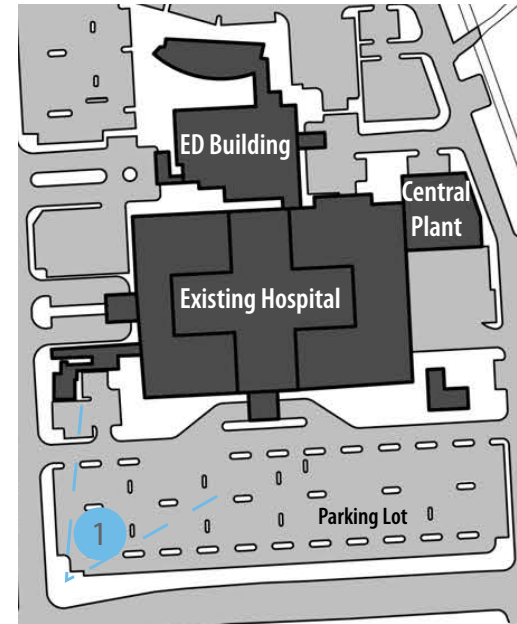 ED Building
Central
Plant
Existing Hospital
Parking Lot
1